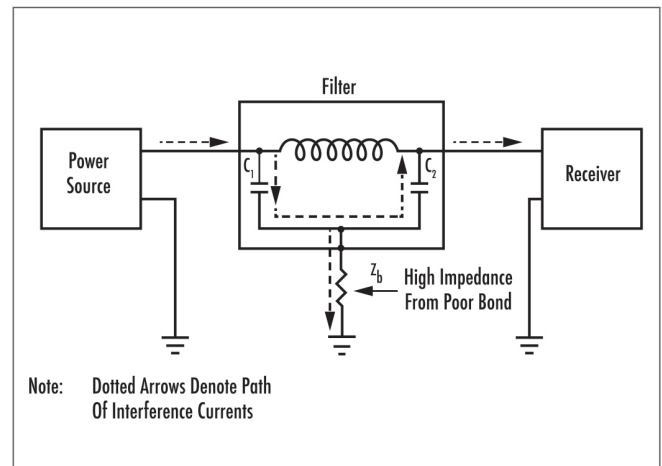 Filter
Power
Source
C1
C2
Receiver
Zb
High Impedance
From Poor Bond
Note: Dotted Arrows Denote Path
Of Interference Currents